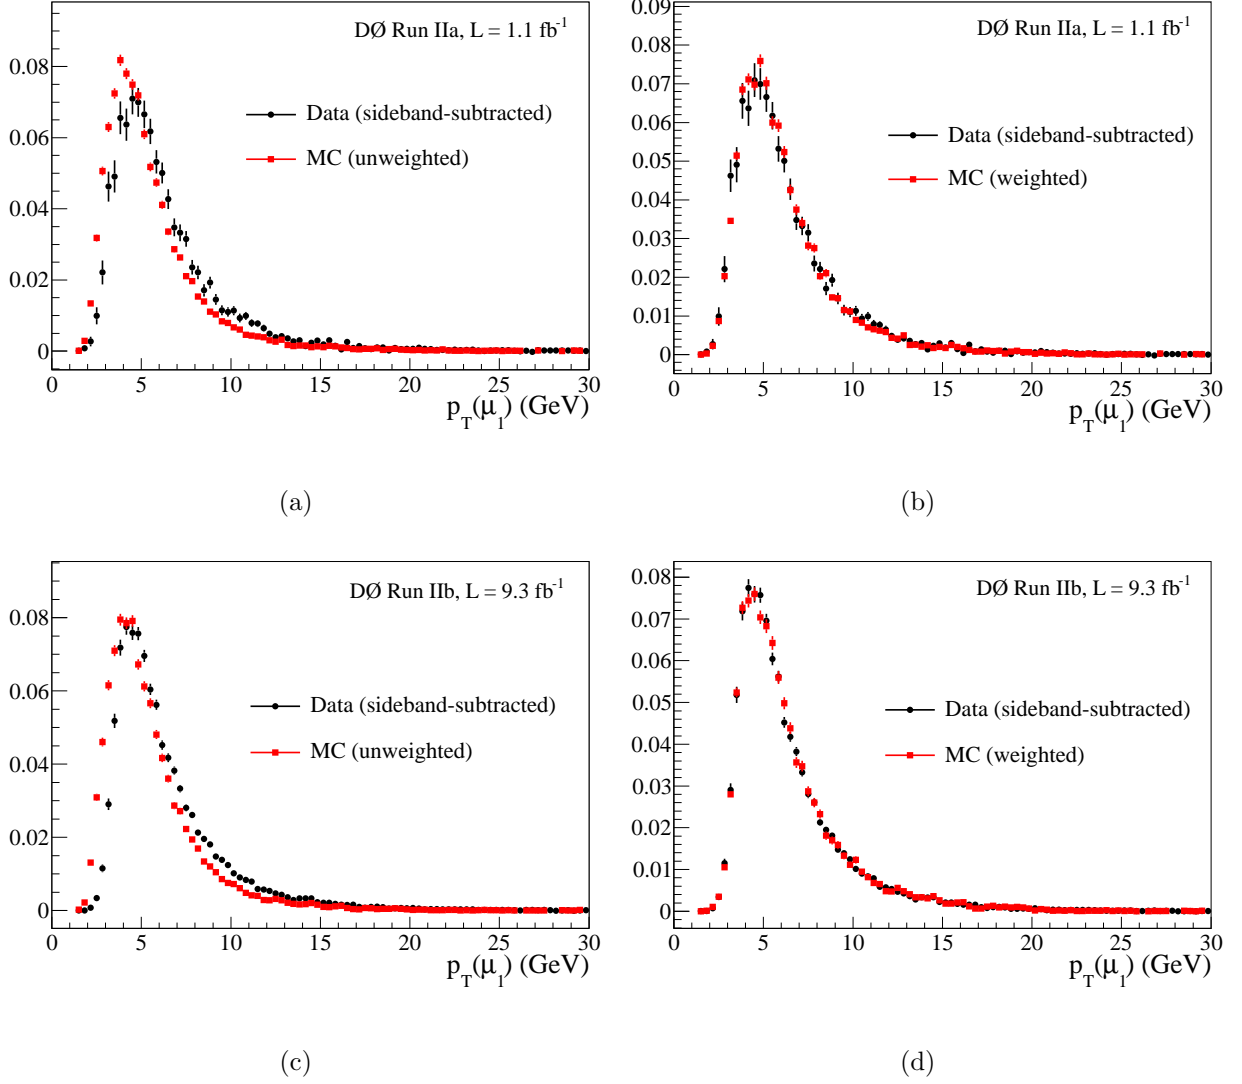 DØ Run IIa, L = 1.1 fb⁻¹
Data (sideband-subtracted)
MC (unweighted)
0.08
0.06
0.04
0.02
0
0 5 10 15 20 25 30
p_T(μ_1) (GeV)
(a)
DØ Run IIa, L = 1.1 fb⁻¹
Data (sideband-subtracted)
MC (weighted)
0.09
0.08
0.07
0.06
0.05
0.04
0.03
0.02
0.01
0
0 5 10 15 20 25 30
p_T(μ_1) (GeV)
(b)
DØ Run IIb, L = 9.3 fb⁻¹
Data (sideband-subtracted)
MC (unweighted)
0.08
0.06
0.04
0.02
0
0 5 10 15 20 25 30
p_T(μ_1) (GeV)
(c)
DØ Run IIb, L = 9.3 fb⁻¹
Data (sideband-subtracted)
MC (weighted)
0.08
0.07
0.06
0.05
0.04
0.03
0.02
0.01
0
0 5 10 15 20 25 30
p_T(μ_1) (GeV)
(d)